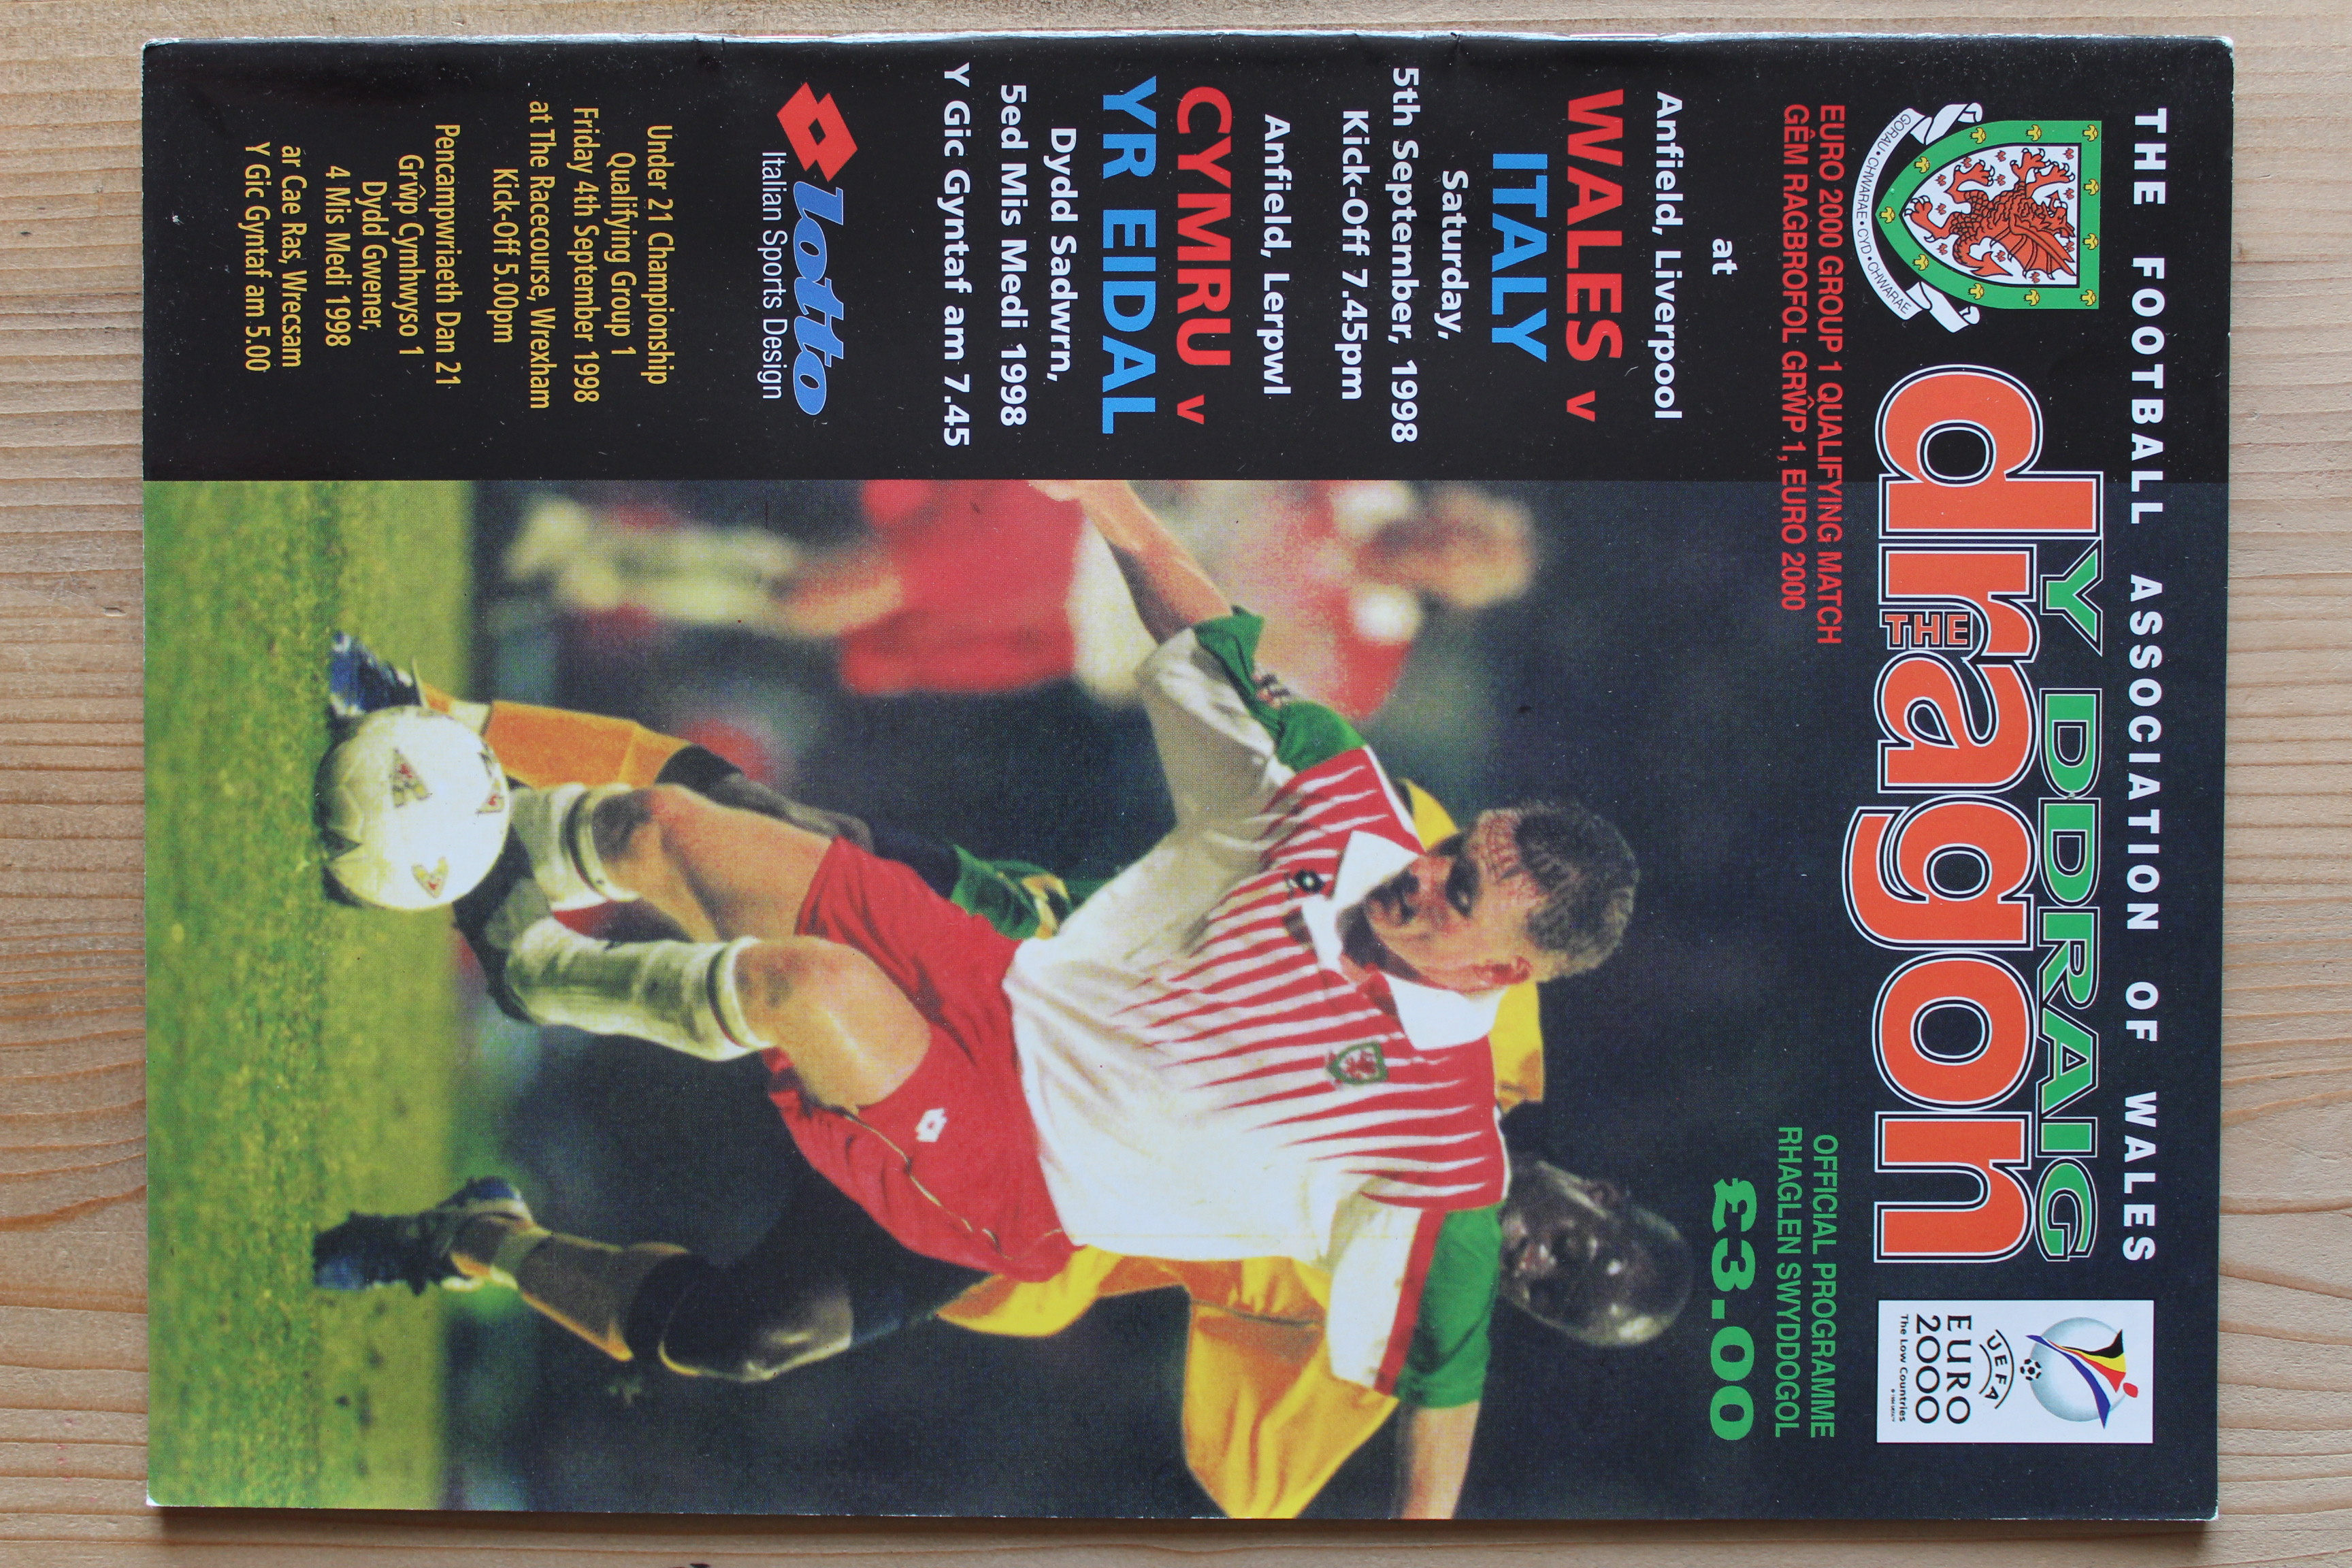 THE FOOTBALL ASSOCIATION OF WALES
Y DDRAIG
dragon
THE
GORAU • CHWARAE • CYD • CHWARAE
UEFA
EURO
2000
The Low Countries
EURO 2000 GROUP 1 QUALIFYING MATCH
GÊM RAGBROFOL GRŴP 1, EURO 2000
OFFICIAL PROGRAMME
RHAGLEN SWYDDOGOL
£3.00
at
Anfield, Liverpool
WALES v
ITALY
Saturday,
5th September, 1998
Kick-Off 7.45pm
Anfield, Lerpwl
CYMRU v
YR EIDAL
Dydd Sadwrn,
5ed Mis Medi 1998
Y Gic Gyntaf am 7.45
lotto
Italian Sports Design
Under 21 Championship
Qualifying Group 1
Friday 4th September 1998
at The Racecourse, Wrexham
Kick-Off 5.00pm
Pencampwriaeth Dan 21
Grŵp Cymhwyso 1
Dydd Gwener,
4 Mis Medi 1998
ar Cae Ras, Wrecsam
Y Gic Gyntaf am 5.00